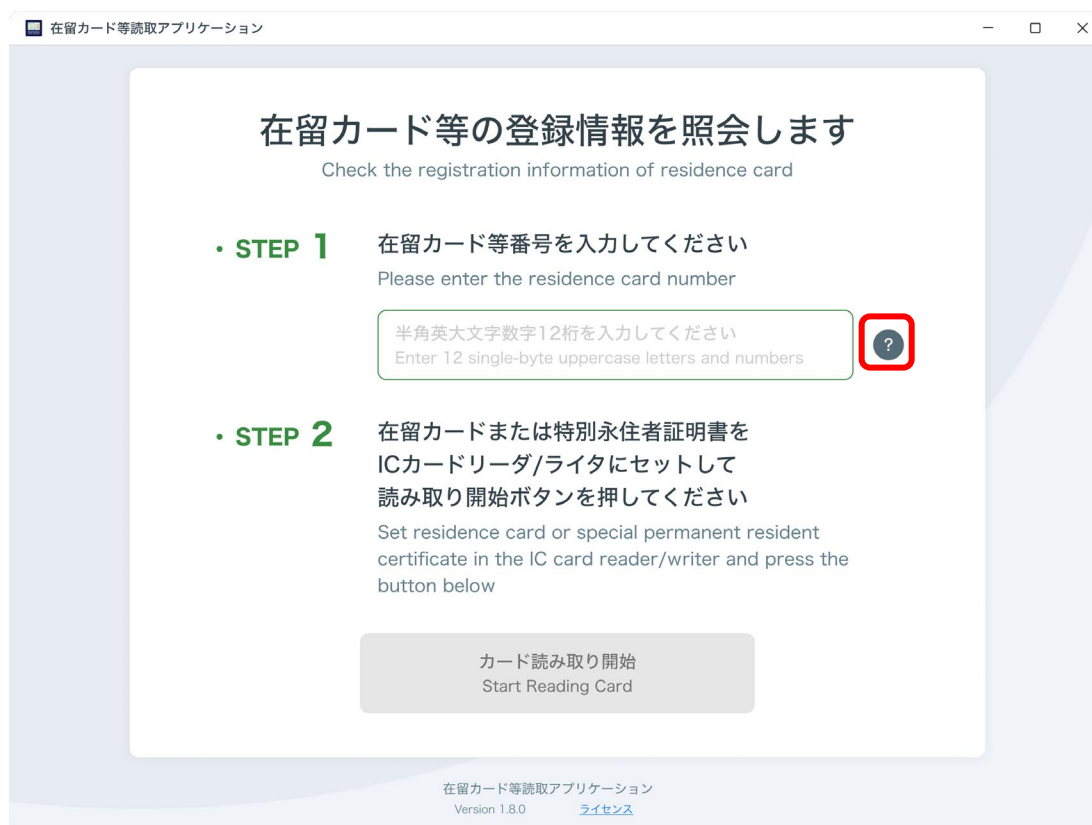 在留カード等読取アプリケーション
在留カード等の登録情報を照会します
Check the registration information of residence card
・STEP 1
在留カード等番号を入力してください
Please enter the residence card number
半角英大文字数字12桁を入力してください
Enter 12 single-byte uppercase letters and numbers
?
・STEP 2
在留カードまたは特別永住者証明書を
ICカードリーダ/ライタにセットして
読み取り開始ボタンを押してください
Set residence card or special permanent resident
certificate in the IC card reader/writer and press the
button below
カード読み取り開始
Start Reading Card
在留カード等読取アプリケーション
Version 1.8.0 ライセンス